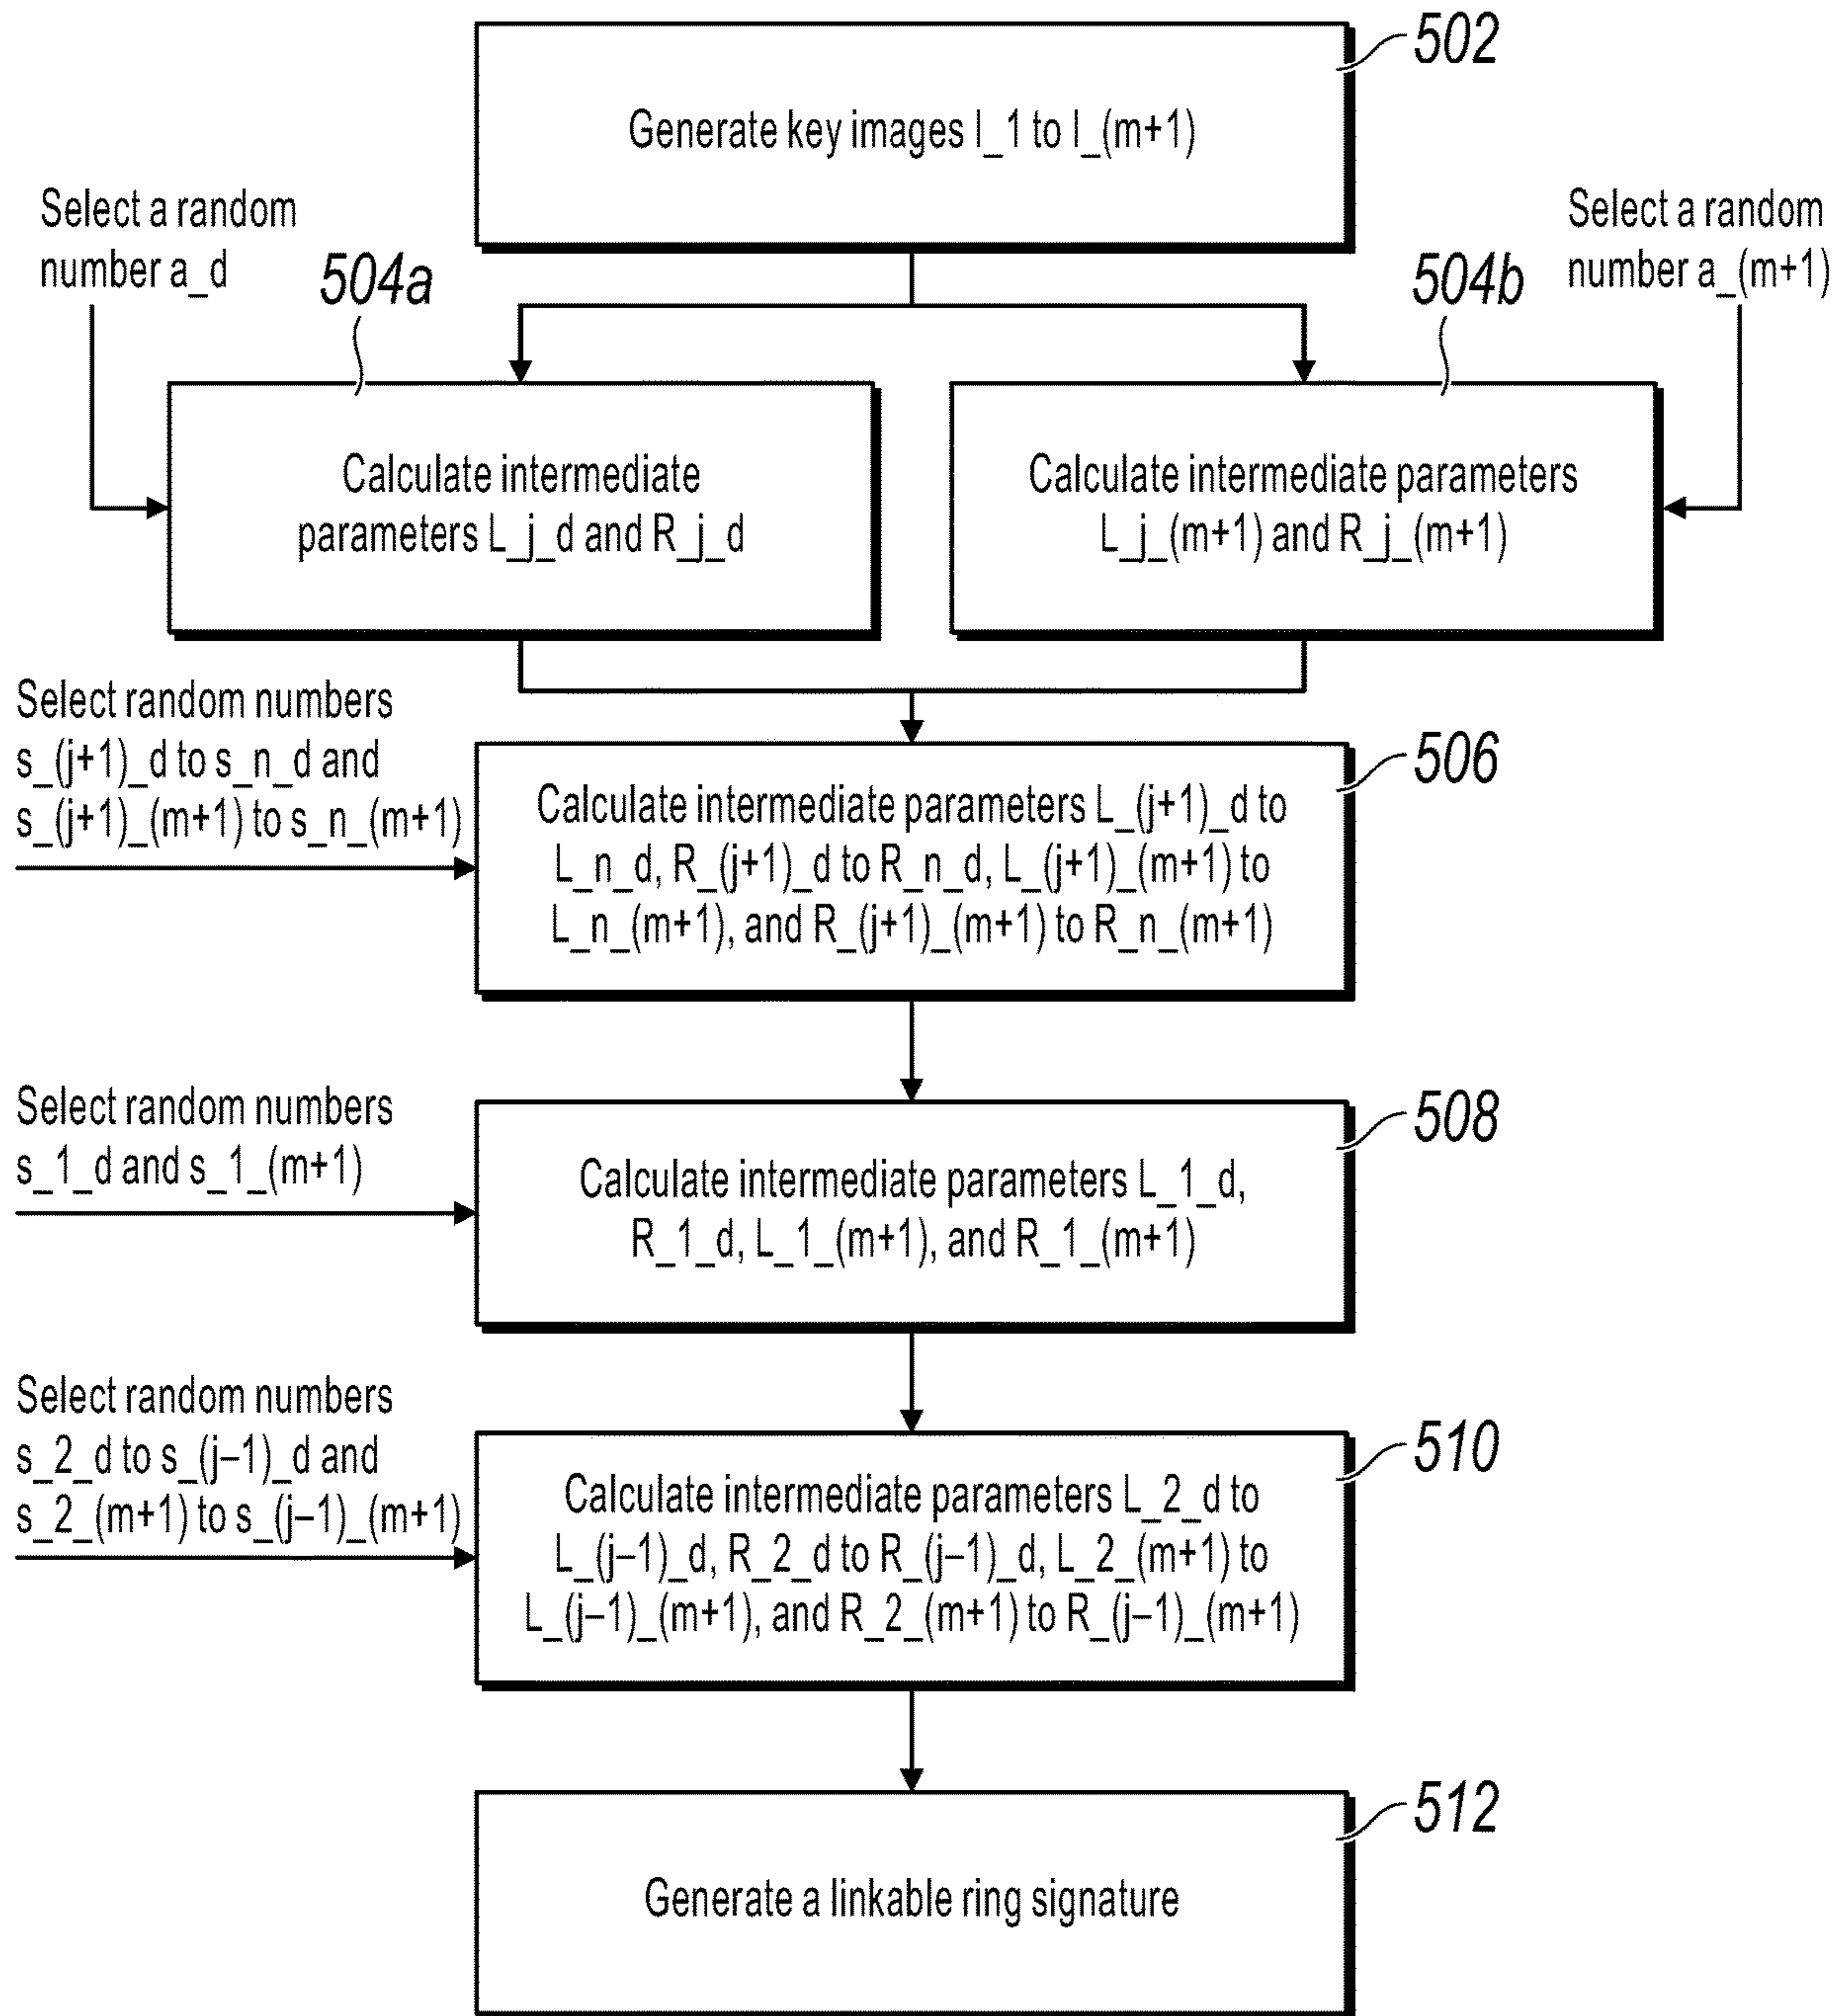 502
Generate key images I_1 to I_(m+1)
Select a random
number a_d
504a
504b
Select a random
number a_(m+1)
Calculate intermediate
parameters L_j_d and R_j_d
Calculate intermediate parameters
L_j_(m+1) and R_j_(m+1)
Select random numbers
s_(j+1)_d to s_n_d and
s_(j+1)_(m+1) to s_n_(m+1)
506
Calculate intermediate parameters L_(j+1)_d to
L_n_d, R_(j+1)_d to R_n_d, L_(j+1)_(m+1) to
L_n_(m+1), and R_(j+1)_(m+1) to R_n_(m+1)
Select random numbers
s_1_d and s_1_(m+1)
508
Calculate intermediate parameters L_1_d,
R_1_d, L_1_(m+1), and R_1_(m+1)
Select random numbers
s_2_d to s_(j–1)_d and
s_2_(m+1) to s_(j–1)_(m+1)
510
Calculate intermediate parameters L_2_d to
L_(j–1)_d, R_2_d to R_(j–1)_d, L_2_(m+1) to
L_(j–1)_(m+1), and R_2_(m+1) to R_(j–1)_(m+1)
512
Generate a linkable ring signature